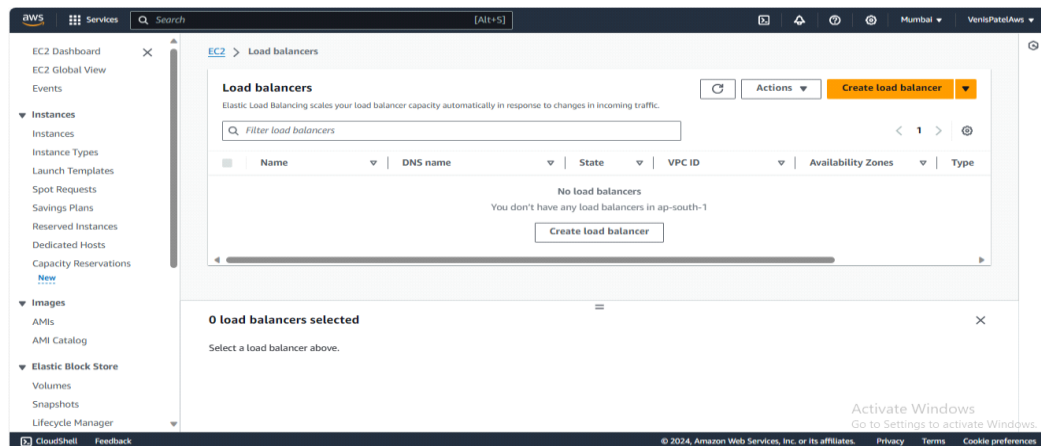 aws Services Search [Alt+S] Mumbai VenisPatelAws
EC2 Dashboard
EC2 Global View
Events
Instances
Instances
Instance Types
Launch Templates
Spot Requests
Savings Plans
Reserved Instances
Dedicated Hosts
Capacity Reservations
New
Images
AMIs
AMI Catalog
Elastic Block Store
Volumes
Snapshots
Lifecycle Manager
EC2 > Load balancers
Load balancers Actions Create load balancer
Elastic Load Balancing scales your load balancer capacity automatically in response to changes in incoming traffic.
Filter load balancers 1
Name DNS name State VPC ID Availability Zones Type
No load balancers
You don't have any load balancers in ap-south-1
Create load balancer
0 load balancers selected
Select a load balancer above.
Activate Windows
Go to Settings to activate Windows.
CloudShell Feedback © 2024, Amazon Web Services, Inc. or its affiliates. Privacy Terms Cookie preferences